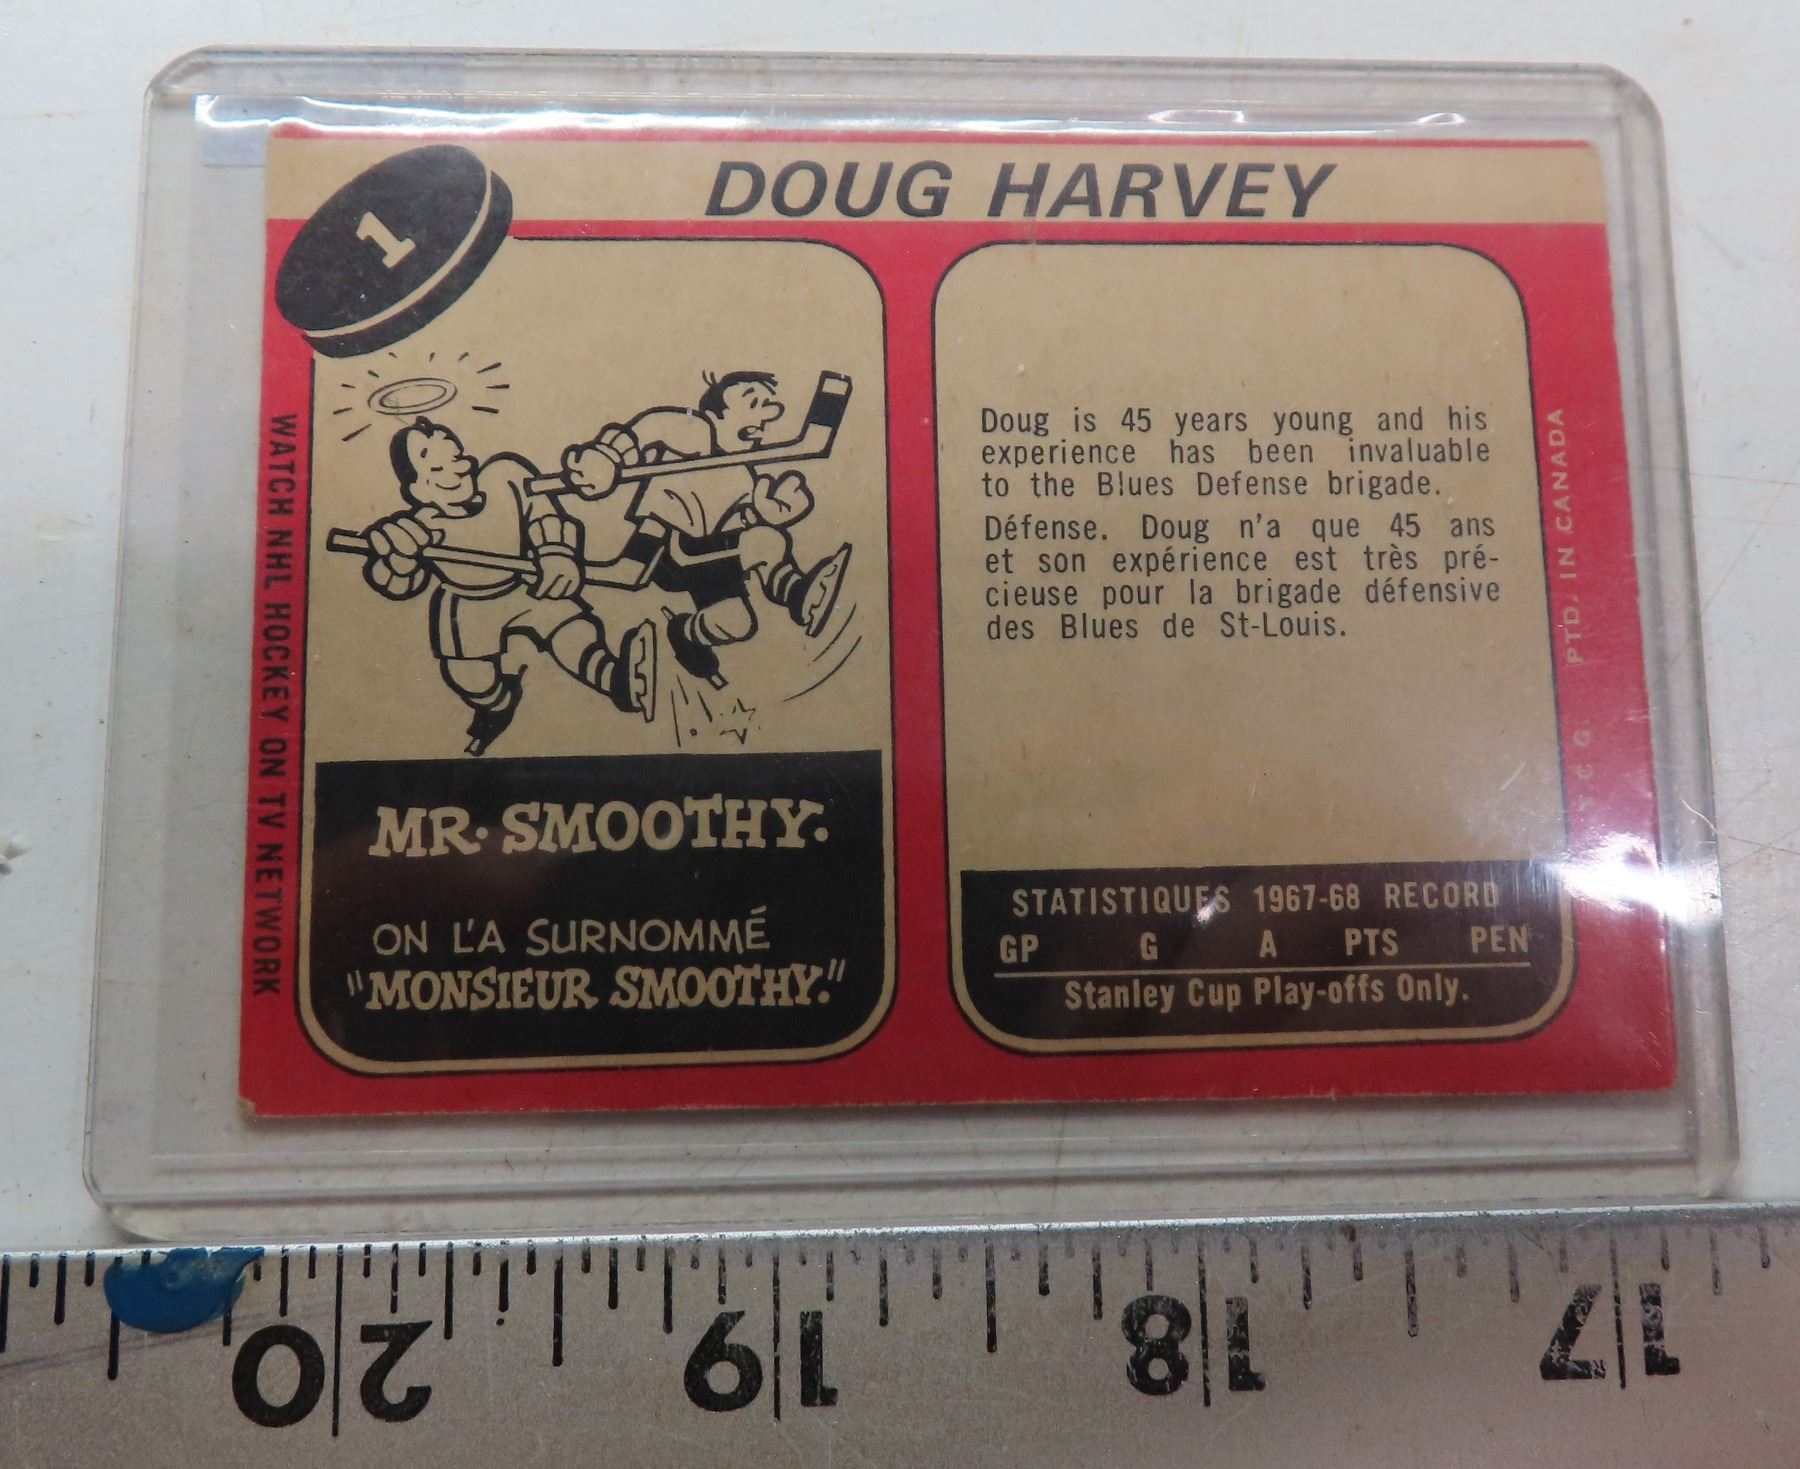 1
DOUG HARVEY
WATCH NHL HOCKEY ON TV NETWORK
MR. SMOOTHY.
ON L'A SURNOMMÉ
"MONSIEUR SMOOTHY."
Doug is 45 years young and his
experience has been invaluable
to the Blues Defense brigade.
Défense. Doug n'a que 45 ans
et son expérience est très pré-
cieuse pour la brigade défensive
des Blues de St-Louis.
STATISTIQUES 1967-68 RECORD
GP G A PTS PEN
Stanley Cup Play-offs Only.
T.C.G. PTD. IN CANADA
20 19 18 17